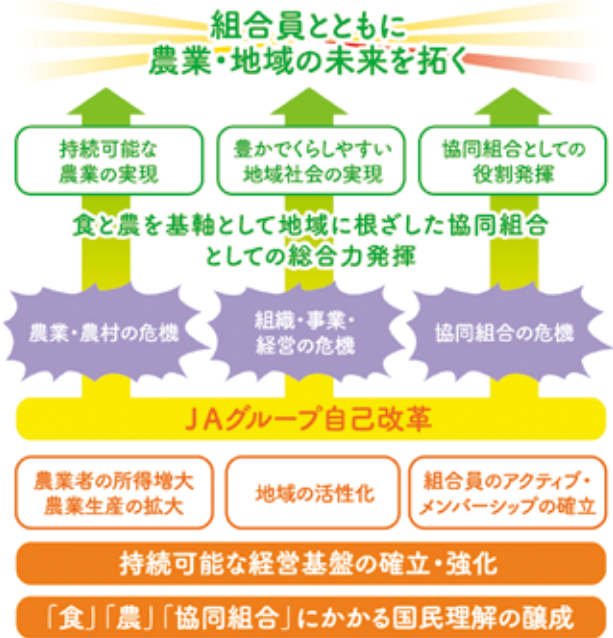 組合員とともに
農業・地域の未来を拓く
持続可能な
農業の実現
豊かでくらしやすい
地域社会の実現
協同組合としての
役割発揮
食と農を基軸として地域に根ざした協同組合
としての総合力発揮
農業・農村の危機
組織・事業・
経営の危機
協同組合の危機
JAグループ自己改革
農業者の所得増大
農業生産の拡大
地域の活性化
組合員のアクティブ・
メンバーシップの確立
持続可能な経営基盤の確立・強化
「食」「農」「協同組合」にかかる国民理解の醸成